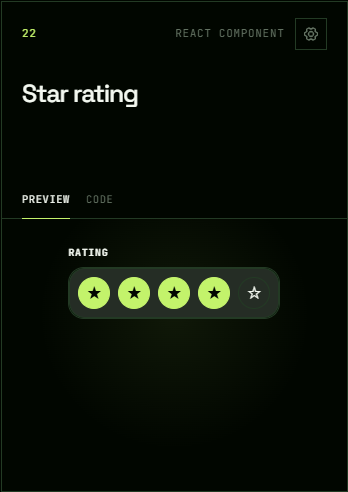 22
REACT COMPONENT
Star rating
PREVIEW
CODE
RATING